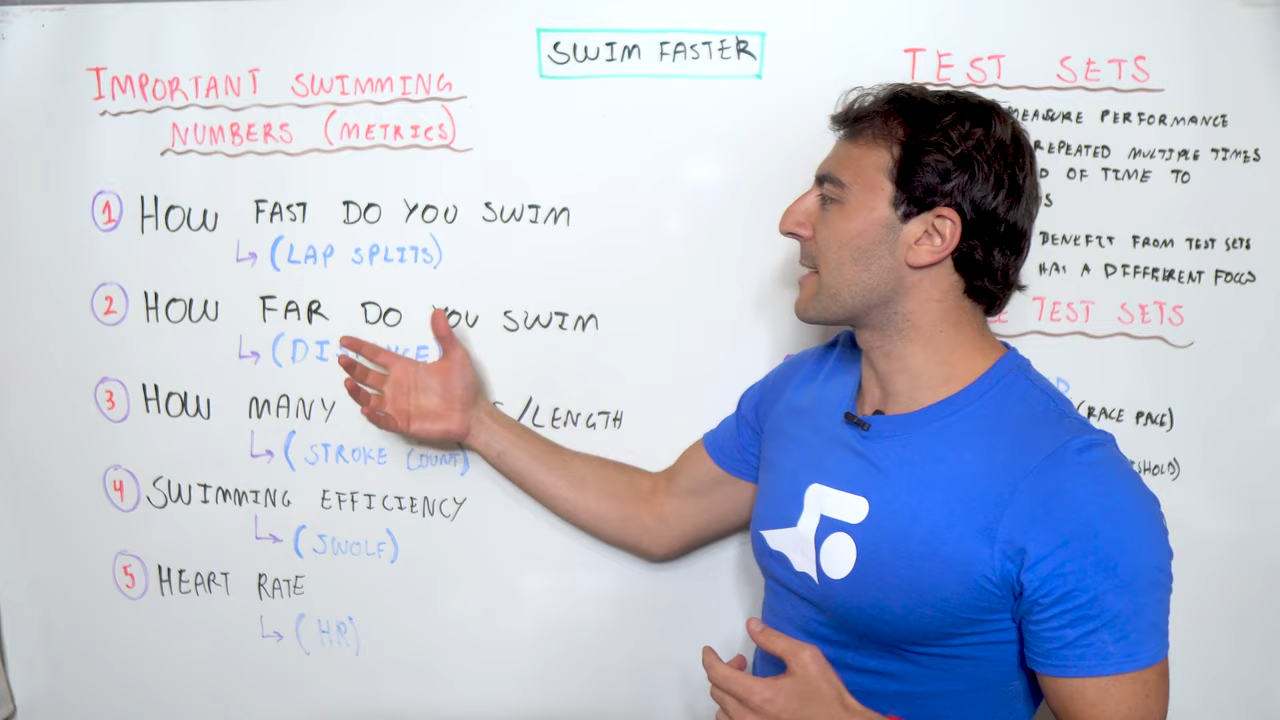 SWIM FASTER
IMPORTANT SWIMMING
NUMBERS (METRICS)
1 HOW FAST DO YOU SWIM
(LAP SPLITS)
2 HOW FAR DO YOU SWIM
3 HOW MANY /LENGTH
(STROKE COUNT)
4 SWIMMING EFFICIENCY
(SWOLF)
5 HEART RATE
(HR)
TEST SETS
MEASURE PERFORMANCE
REPEATED MULTIPLE TIMES
OF TIME TO
BENEFIT FROM TEST SETS
HAS A DIFFERENT FOCUS
TEST SETS
(RACE PACE)